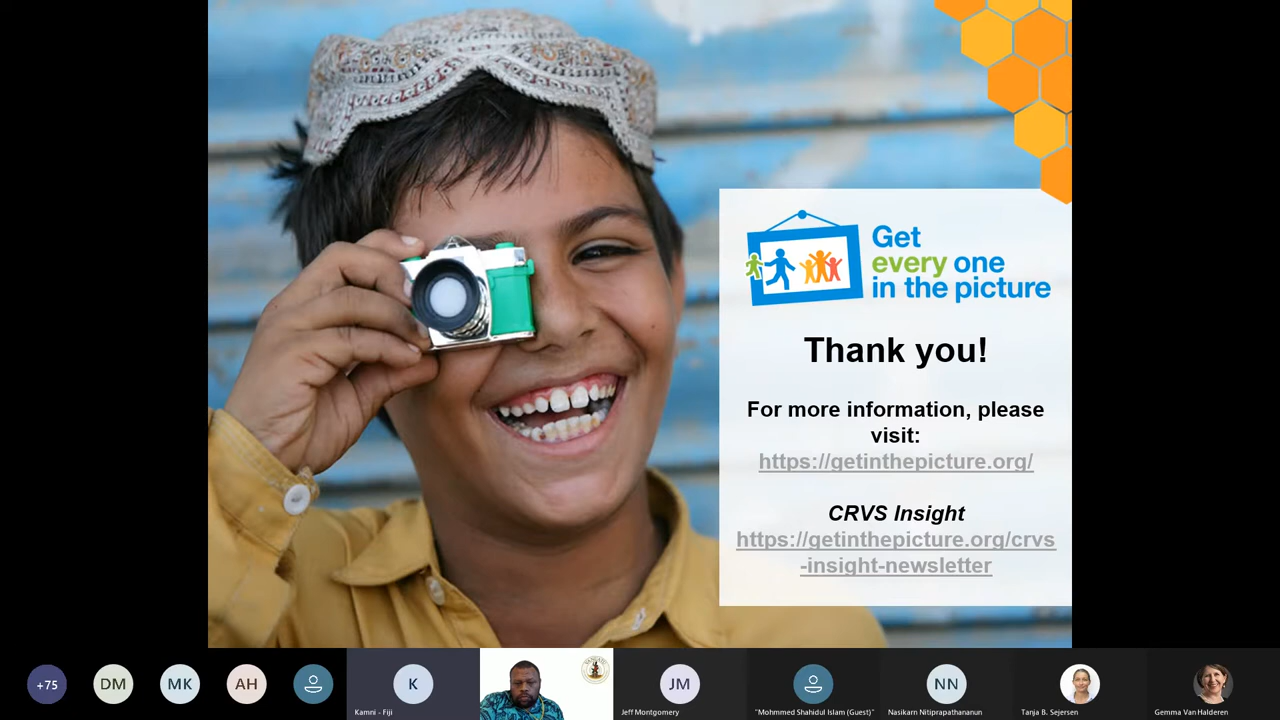 Get
every one
in the picture
Thank you!
For more information, please
visit:
https://getinthepicture.org/
CRVS Insight
https://getinthepicture.org/crvs
-insight-newsletter
+75
DM
MK
AH
K
Kamni - Fiji
JM
Jeff Montgomery
"Mohmmed Shahidul Islam (Guest)"
NN
Nasikarn Nitiprapathananun
Tanja B. Sejersen
Gemma Van Halderen